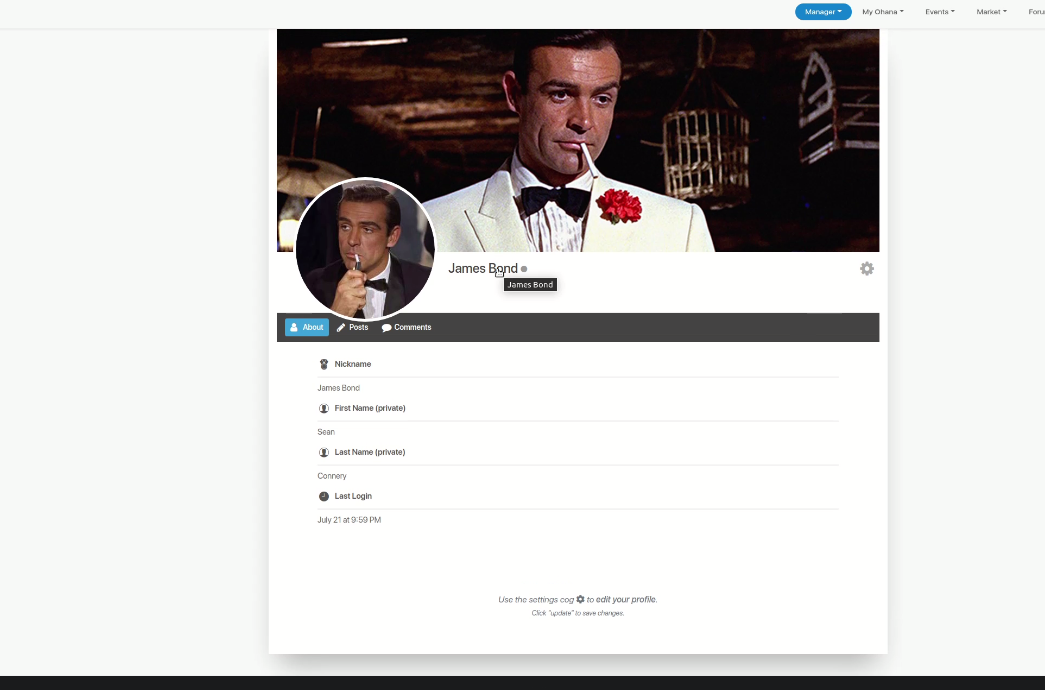 Manager My Ohana Events Market
James Bond
James Bond
About Posts Comments
Nickname
James Bond
First Name (private)
Sean
Last Name (private)
Connery
Last Login
July 21 at 9:59 PM
Use the settings cog to edit your profile.
Click "update" to save changes.